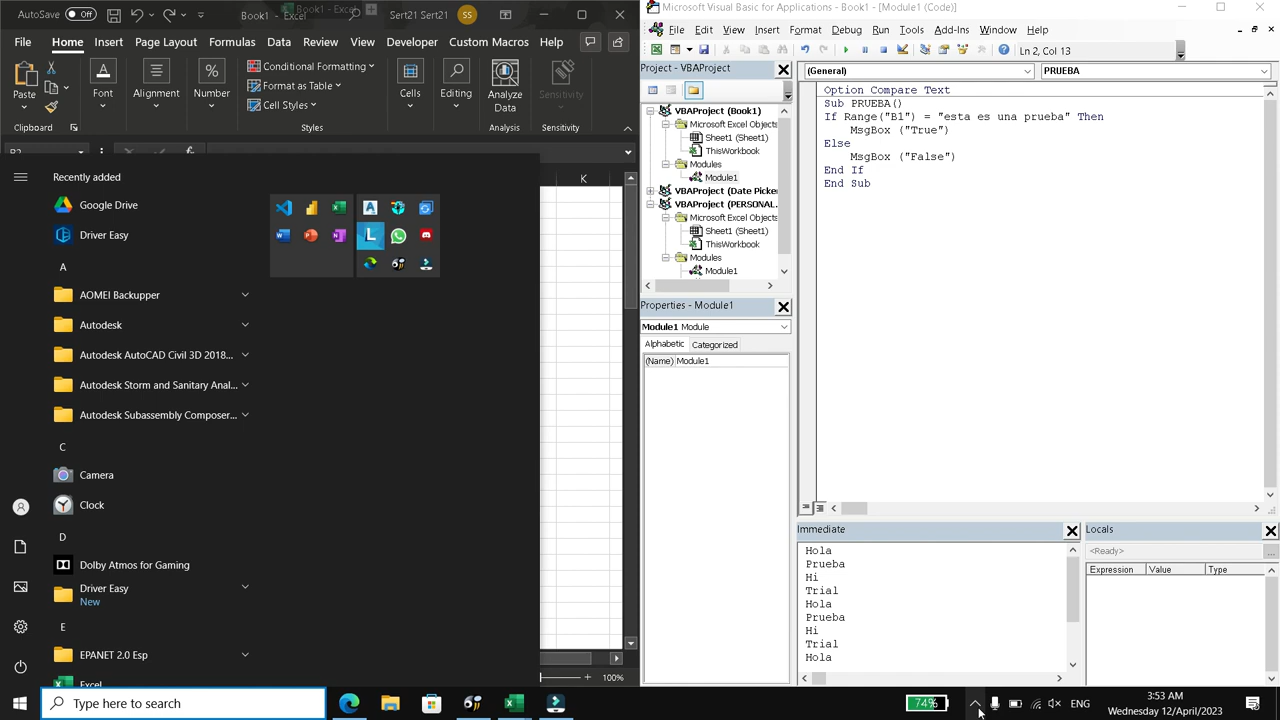 AutoSave Off
Book1 - Excel
Book1 - Excel
Sert21 Sert21
SS
File Home Insert Page Layout Formulas Data Review View Developer Custom Macros Help
Paste
Font
Alignment
Number
Conditional Formatting
Format as Table
Cell Styles
Cells
Editing
Analyze
Data
Sensitivity
Clipboard
Styles
Analysis
Sensitivity
K
Recently added
Google Drive
Driver Easy
A
AOMEI Backupper
Autodesk
Autodesk AutoCAD Civil 3D 2018...
Autodesk Storm and Sanitary Anal...
Autodesk Subassembly Composer...
C
Camera
Clock
D
Dolby Atmos for Gaming
Driver Easy
New
E
EPANET 2.0 Esp
Excel
100%
Microsoft Visual Basic for Applications - Book1 - [Module1 (Code)]
File Edit View Insert Format Debug Run Tools Add-Ins Window Help
Ln 2, Col 13
Project - VBAProject
VBAProject (Book1)
Microsoft Excel Objects
Sheet1 (Sheet1)
ThisWorkbook
Modules
Module1
VBAProject (Date Picke
VBAProject (PERSONAL.
Microsoft Excel Objects
Sheet1 (Sheet1)
ThisWorkbook
Modules
Module1
Properties - Module1
Module1 Module
Alphabetic Categorized
(Name) Module1
(General)
PRUEBA
Option Compare Text
Sub PRUEBA()
If Range("B1") = "esta es una prueba" Then
MsgBox ("True")
Else
MsgBox ("False")
End If
End Sub
Immediate
Hola
Prueba
Hi
Trial
Hola
Prueba
Hi
Trial
Hola
Locals
<Ready>
Expression Value Type
Type here to search
74%
ENG
3:53 AM
Wednesday 12/April/2023